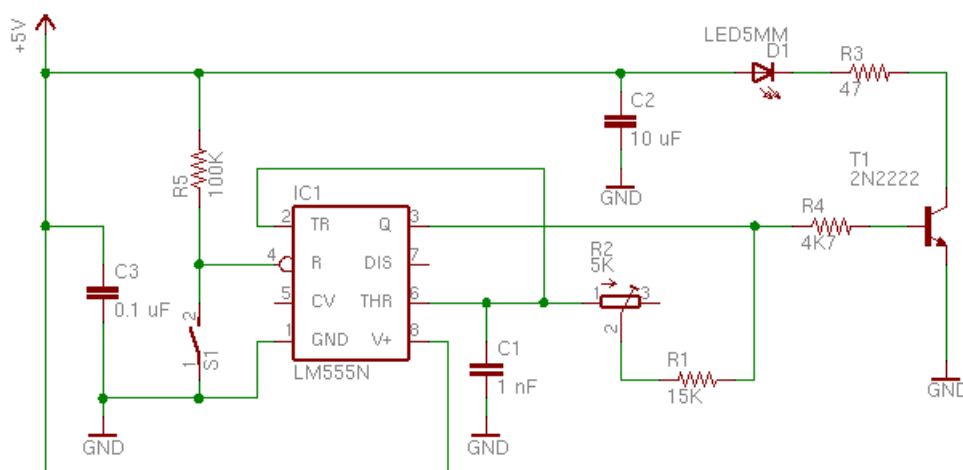 +5V
LED5MM
D1
R3
47
C2
10 uF
GND
R5
100K
IC1
LM555N
2
TR
Q
3
4
R
DIS
7
5
CV
THR
6
1
GND
V+
8
T1
2N2222
R4
4K7
R2
5K
1
3
2
R1
15K
C3
0.1 uF
2
1
S1
C1
1 nF
GND
GND
GND